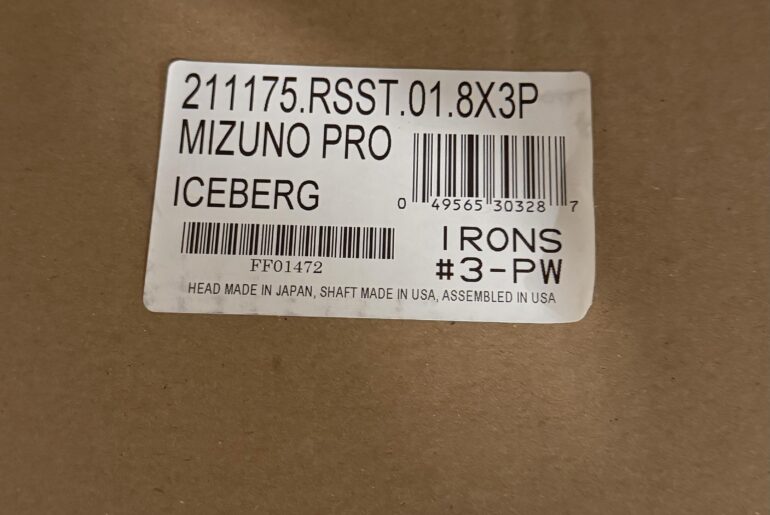 211175.RSST.01.8X3P
MIZUNO PRO
ICEBERG
0 49565 30328 7
FF01472
IRONS
#3-PW
HEAD MADE IN JAPAN, SHAFT MADE IN USA, ASSEMBLED IN USA